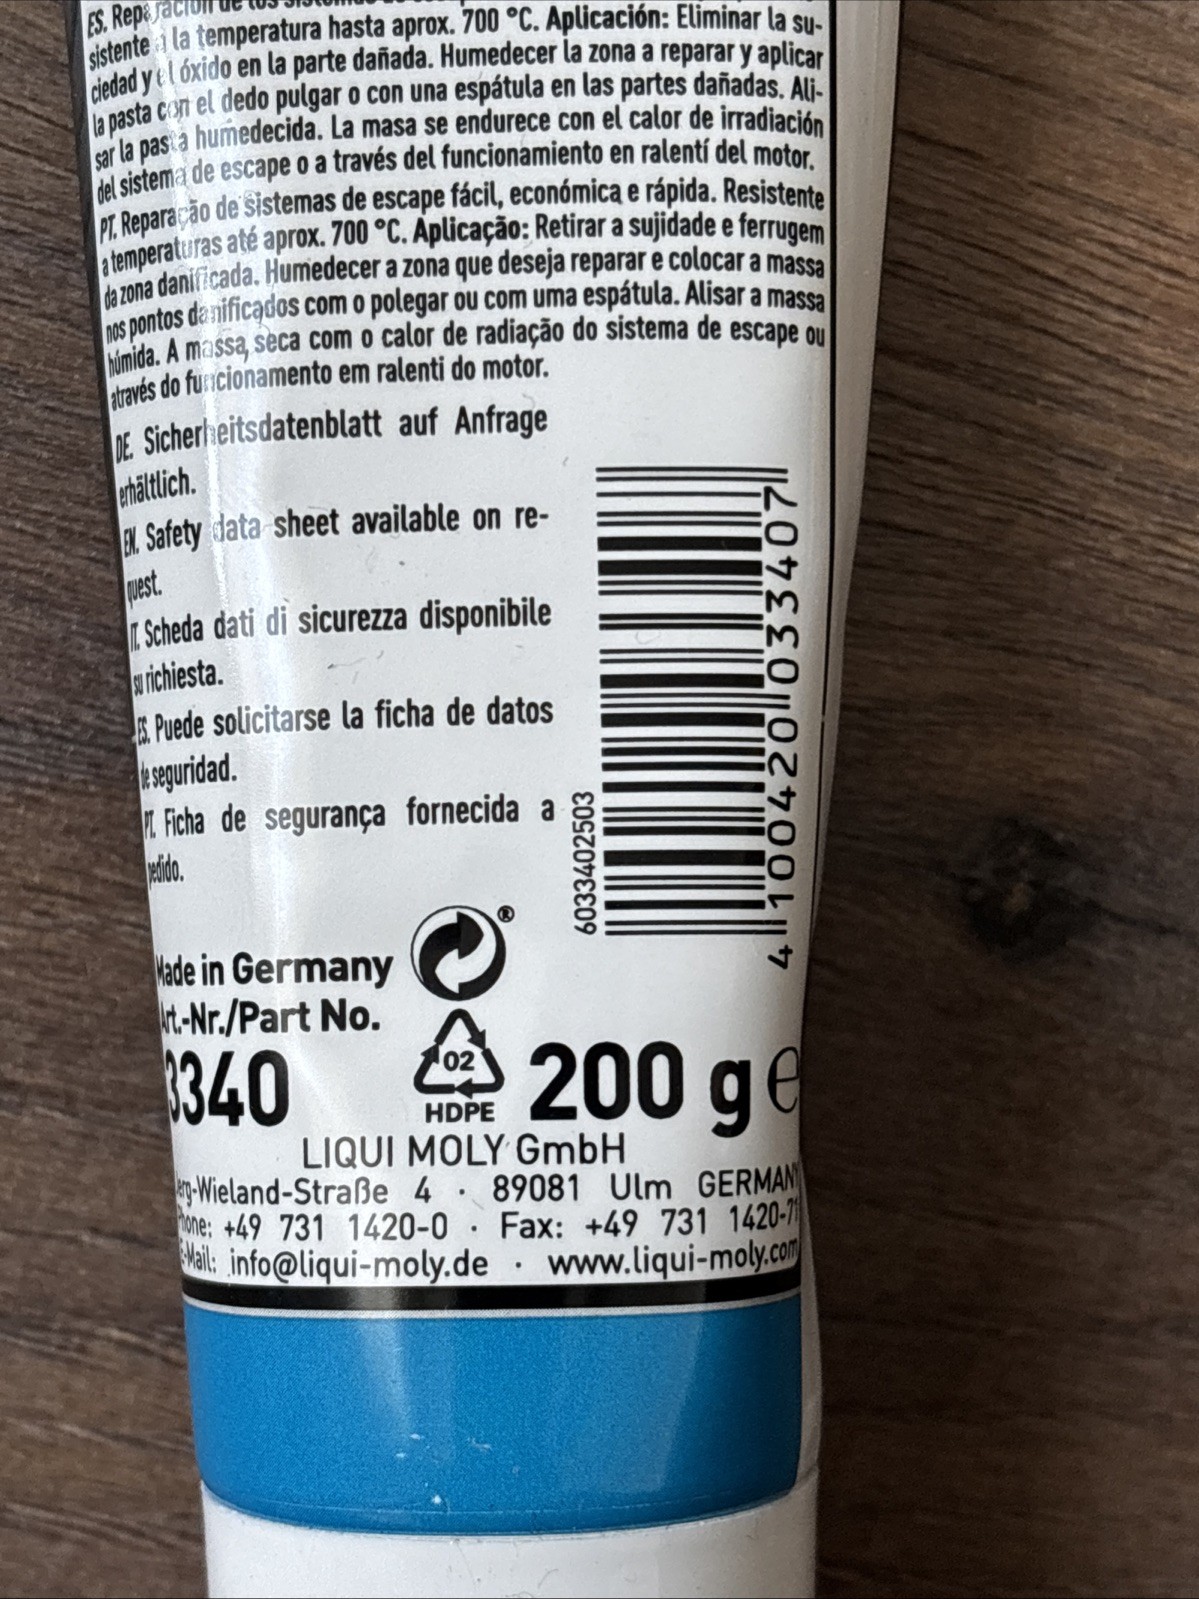 ES. Reparación de los
sistente a la temperatura hasta aprox. 700 °C. Aplicación: Eliminar la su-
ciedad y el óxido en la parte dañada. Humedecer la zona a reparar y aplicar
la pasta con el dedo pulgar o con una espátula en las partes dañadas. Ali-
sar la pasta humedecida. La masa se endurece con el calor de irradiación
del sistema de escape o a través del funcionamiento en ralentí del motor.
PT. Reparação de sistemas de escape fácil, económica e rápida. Resistente
a temperaturas até aprox. 700 °C. Aplicação: Retirar a sujidade e ferrugem
da zona danificada. Humedecer a zona que deseja reparar e colocar a massa
nos pontos danificados com o polegar ou com uma espátula. Alisar a massa
húmida. A massa, seca com o calor de radiação do sistema de escape ou
através do funcionamento em ralenti do motor.
DE. Sicherheitsdatenblatt auf Anfrage
erhältlich.
EN. Safety data sheet available on re-
quest.
IT. Scheda dati di sicurezza disponibile
su richiesta.
ES. Puede solicitarse la ficha de datos
de seguridad.
PT. Ficha de segurança fornecida a
pedido.
6033402503
4 100420 033407
Made in Germany
®
Art.-Nr./Part No.
3340
02
HDPE
200 g e
LIQUI MOLY GmbH
Jerg-Wieland-Straße 4 · 89081 Ulm GERMANY
Phone: +49 731 1420-0 · Fax: +49 731 1420-71
E-Mail: info@liqui-moly.de · www.liqui-moly.com